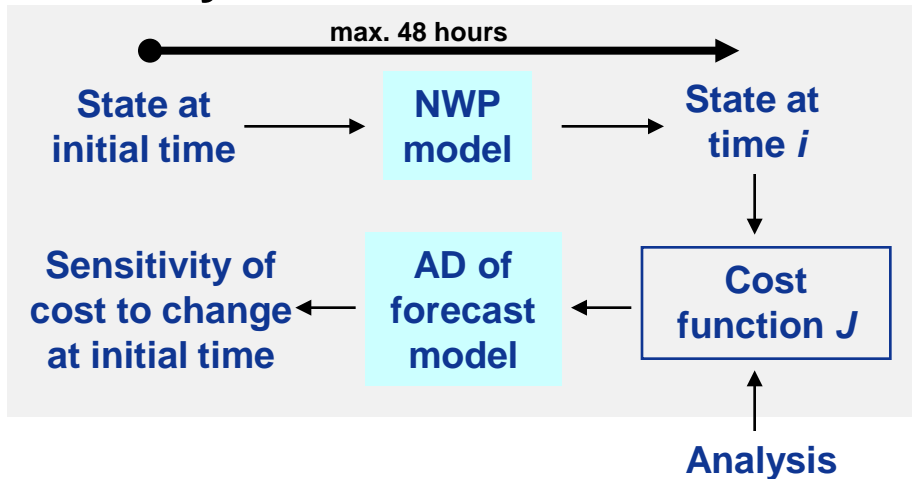 max. 48 hours
State at
initial time
NWP
model
State at
time i
Sensitivity of
cost to change
at initial time
AD of
forecast
model
Cost
function J
Analysis